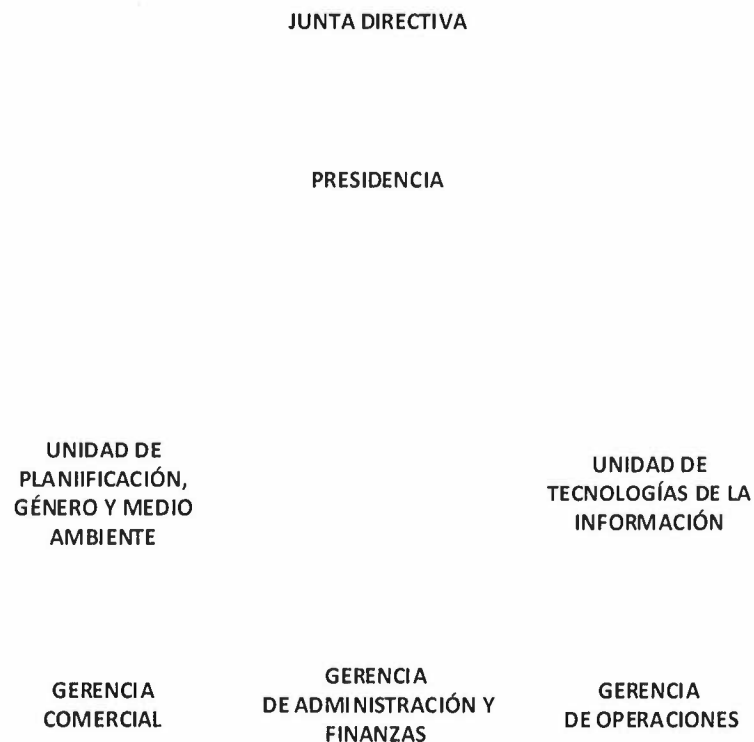 JUNTA DIRECTIVA
PRESIDENCIA
UNIDAD DE
PLANIIFICACIÓN,
GÉNERO Y MEDIO
AMBIENTE
UNIDAD DE
TECNOLOGÍAS DE LA
INFORMACIÓN
GERENCIA
COMERCIAL
GERENCIA
DE ADMINISTRACIÓN Y
FINANZAS
GERENCIA
DE OPERACIONES